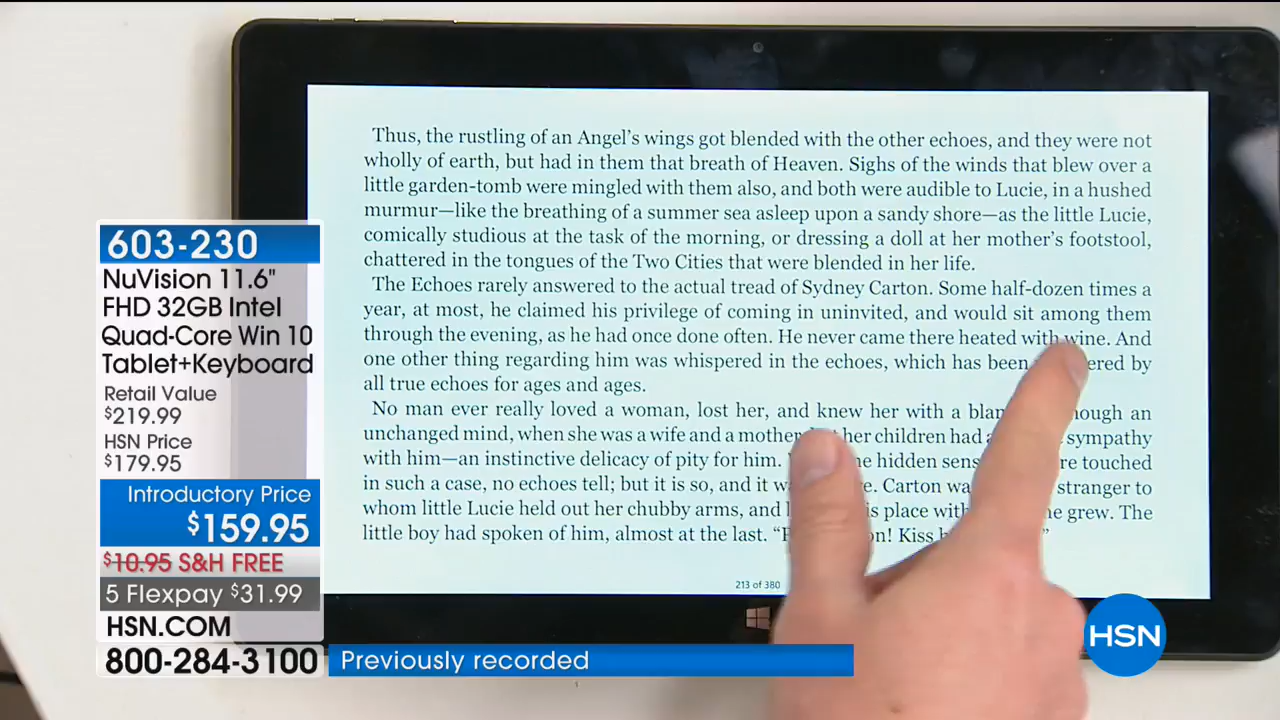 Thus, the rustling of an Angel's wings got blended with the other echoes, and they were not
wholly of earth, but had in them that breath of Heaven. Sighs of the winds that blew over a
little garden-tomb were mingled with them also, and both were audible to Lucie, in a hushed
murmur—like the breathing of a summer sea asleep upon a sandy shore—as the little Lucie,
comically studious at the task of the morning, or dressing a doll at her mother's footstool,
chattered in the tongues of the Two Cities that were blended in her life.
The Echoes rarely answered to the actual tread of Sydney Carton. Some half-dozen times a
year, at most, he claimed his privilege of coming in uninvited, and would sit among them
through the evening, as he had once done often. He never came there heated with wine. And
one other thing regarding him was whispered in the echoes, which has been by
all true echoes for ages and ages.
No man ever really loved a woman, lost her, and knew her with a an
unchanged mind, when she was a wife and a mother her children had sympathy
with him—an instinctive delicacy of pity for him. hidden touched
in such a case, no echoes tell; but it is so, and it Carton stranger to
whom little Lucie held out her chubby arms, and place grew. The
little boy had spoken of him, almost at the last. Kiss
213 of 380
603-230
NuVision 11.6"
FHD 32GB Intel
Quad-Core Win 10
Tablet+Keyboard
Retail Value
$219.99
HSN Price
$179.95
Introductory Price
$159.95
$10.95 S&H FREE
5 Flexpay $31.99
HSN.COM
800-284-3100
Previously recorded
HSN